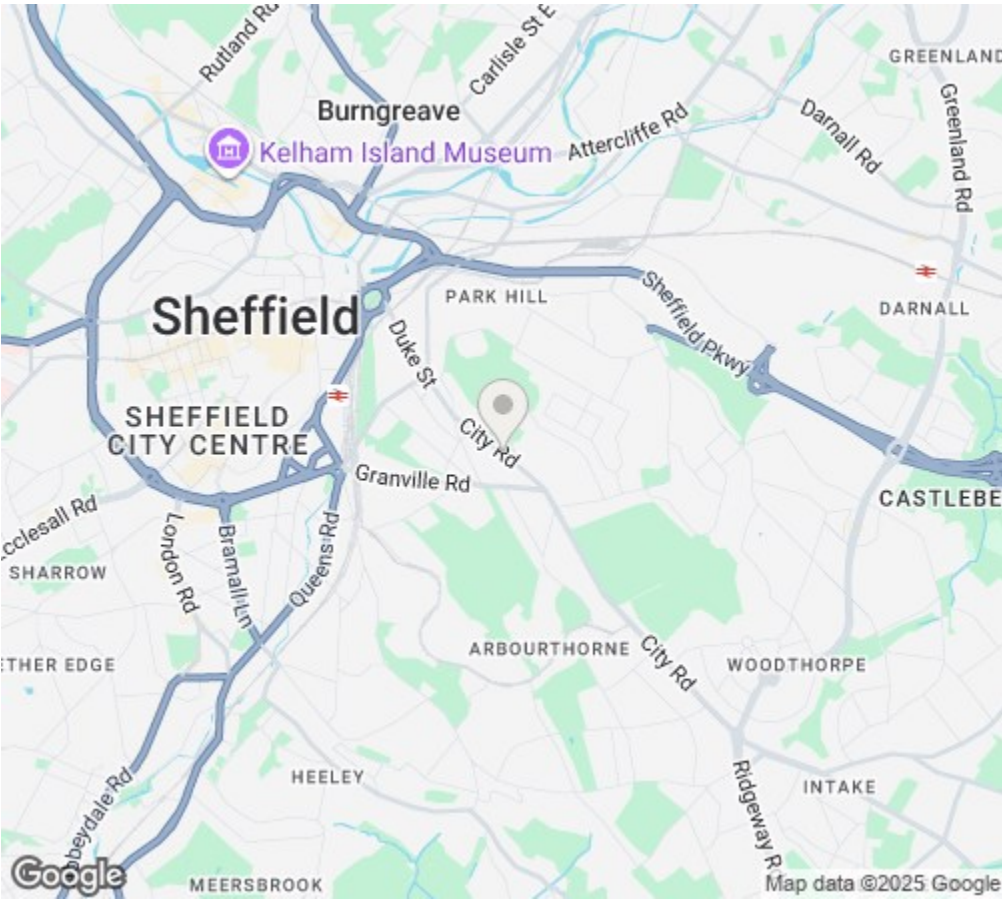 Rutland Rd
Carlisle St E
GREENLAND
Burngreave
Kelham Island Museum
Attercliffe Rd
Darnall Rd
Greenland Rd
Sheffield
PARK HILL
Sheffield Pkwy
DARNALL
Duke St
SHEFFIELD
CITY CENTRE
City Rd
Granville Rd
CASTLEBE
Ecclesall Rd
London Rd
Bramall Ln
Queens Rd
SHARROW
ARBOURTHORNE
City Rd
WOODTHORPE
ETHER EDGE
HEELEY
Ridgeway Rd
INTAKE
bbeydale Rd
Google
MEERSBROOK
Map data ©2025 Google